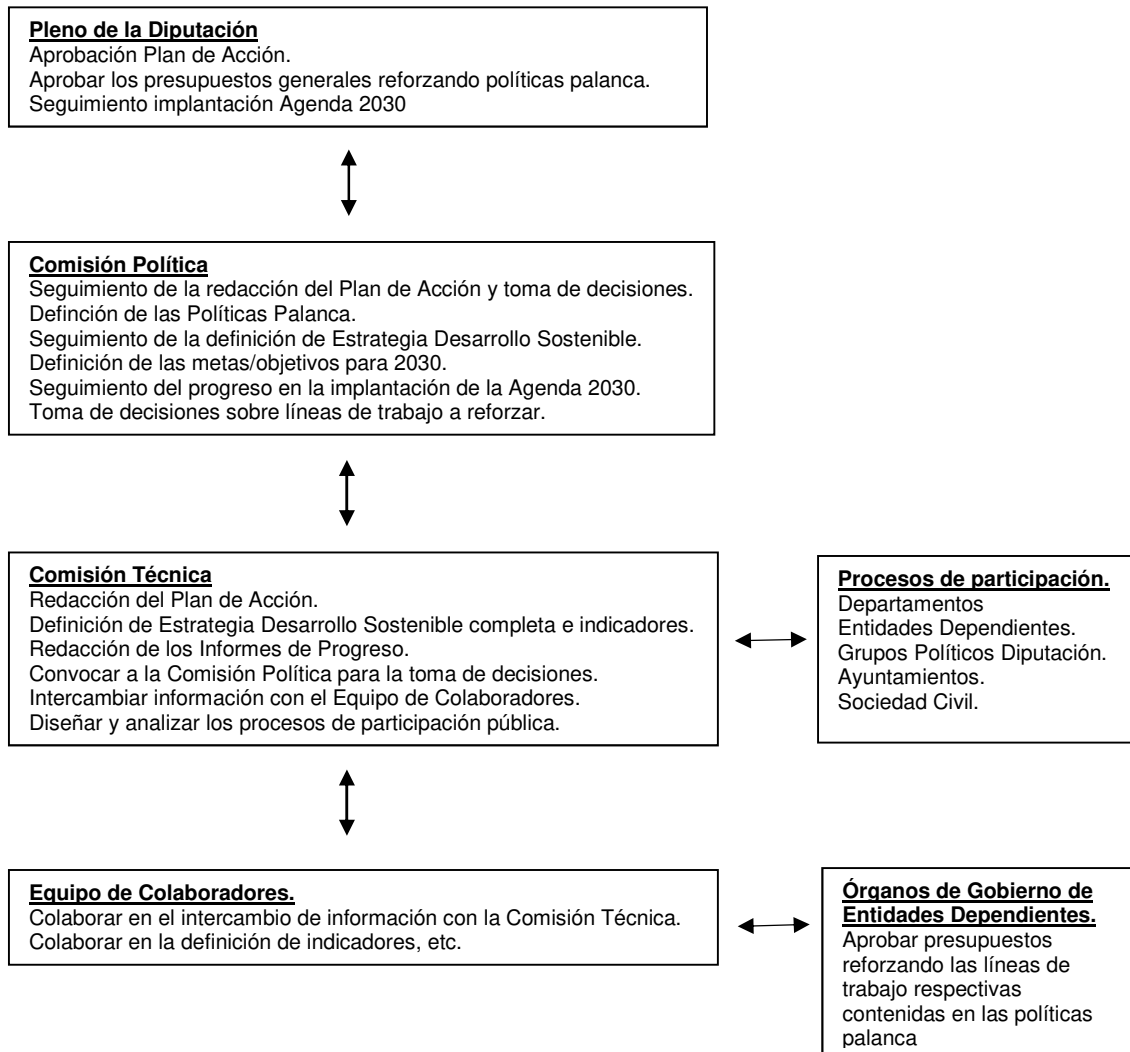 Pleno de la Diputación
Aprobación Plan de Acción.
Aprobar los presupuestos generales reforzando políticas palanca.
Seguimiento implantación Agenda 2030
Comisión Política
Seguimiento de la redacción del Plan de Acción y toma de decisiones.
Definción de las Políticas Palanca.
Seguimiento de la definición de Estrategia Desarrollo Sostenible.
Definición de las metas/objetivos para 2030.
Seguimiento del progreso en la implantación de la Agenda 2030.
Toma de decisiones sobre líneas de trabajo a reforzar.
Comisión Técnica
Redacción del Plan de Acción.
Definición de Estrategia Desarrollo Sostenible completa e indicadores.
Redacción de los Informes de Progreso.
Convocar a la Comisión Política para la toma de decisiones.
Intercambiar información con el Equipo de Colaboradores.
Diseñar y analizar los procesos de participación pública.
Procesos de participación.
Departamentos
Entidades Dependientes.
Grupos Políticos Diputación.
Ayuntamientos.
Sociedad Civil.
Equipo de Colaboradores.
Colaborar en el intercambio de información con la Comisión Técnica.
Colaborar en la definición de indicadores, etc.
Órganos de Gobierno de
Entidades Dependientes.
Aprobar presupuestos
reforzando las líneas de
trabajo respectivas
contenidas en las políticas
palanca